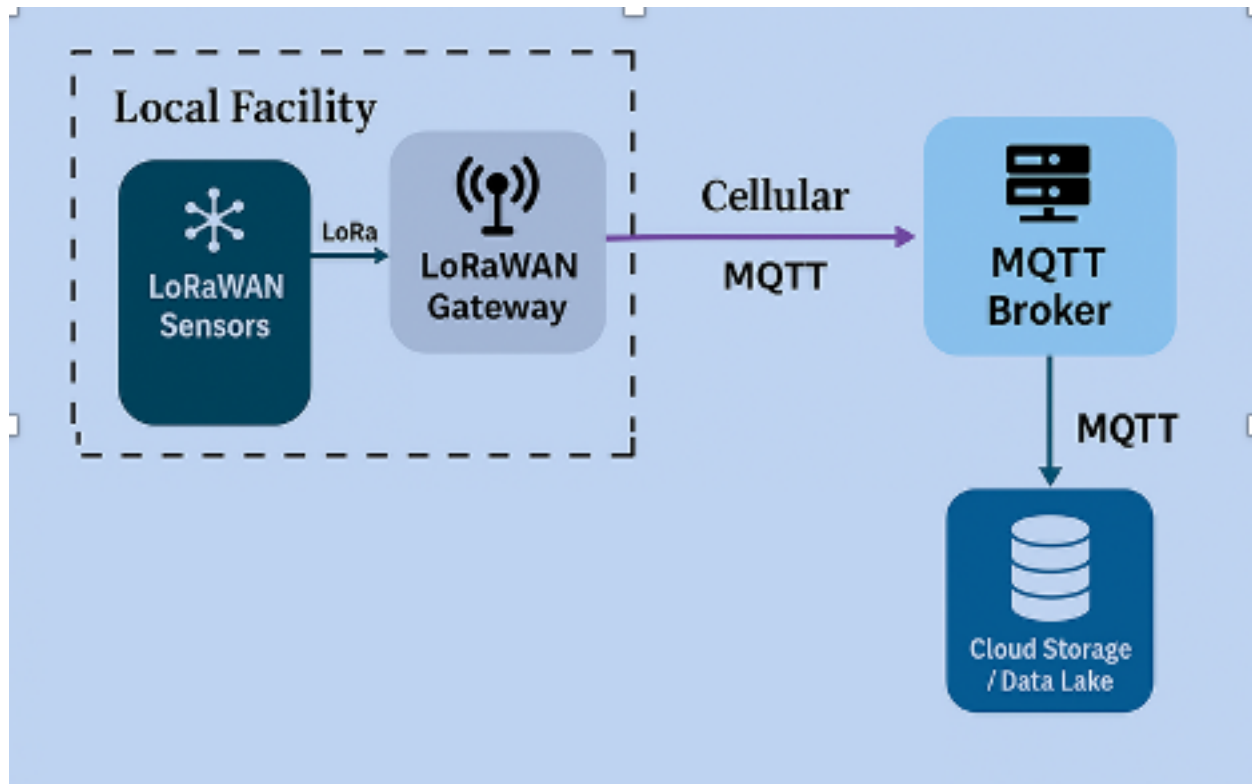 Local Facility
LoRaWAN
Sensors
LoRa
LoRaWAN
Gateway
Cellular
MQTT
MQTT
Broker
MQTT
Cloud Storage
/ Data Lake